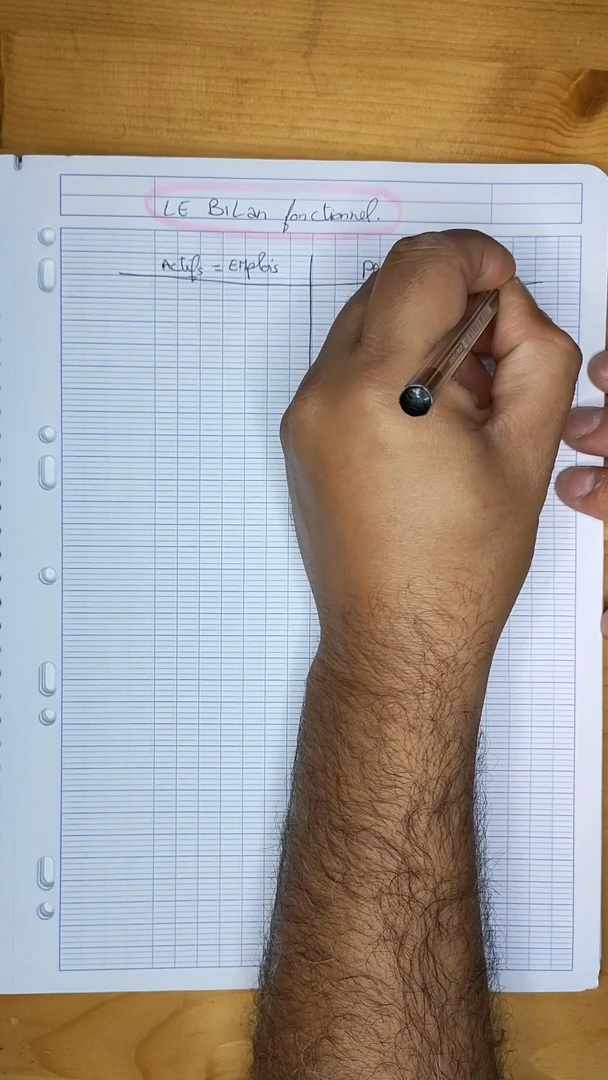 LE BiLan fonctionnel.
Actifs = Emplois